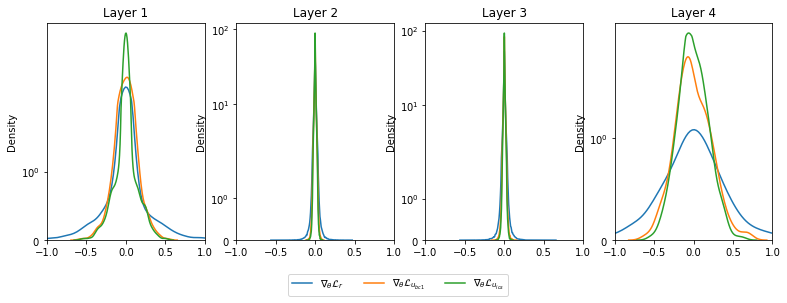 Layer 1 Layer 2 Layer 3 Layer 4
Density Density Density Density
10² 10²
10¹ 10¹
10⁰ 10⁰ 10⁰ 10⁰
0 0 0 0
−1.0 −0.5 0.0 0.5 1.0 −1.0 −0.5 0.0 0.5 1.0 −1.0 −0.5 0.0 0.5 1.0 −1.0 −0.5 0.0 0.5 1.0
∇θℒr ∇θℒu_bc1 ∇θℒu_ics